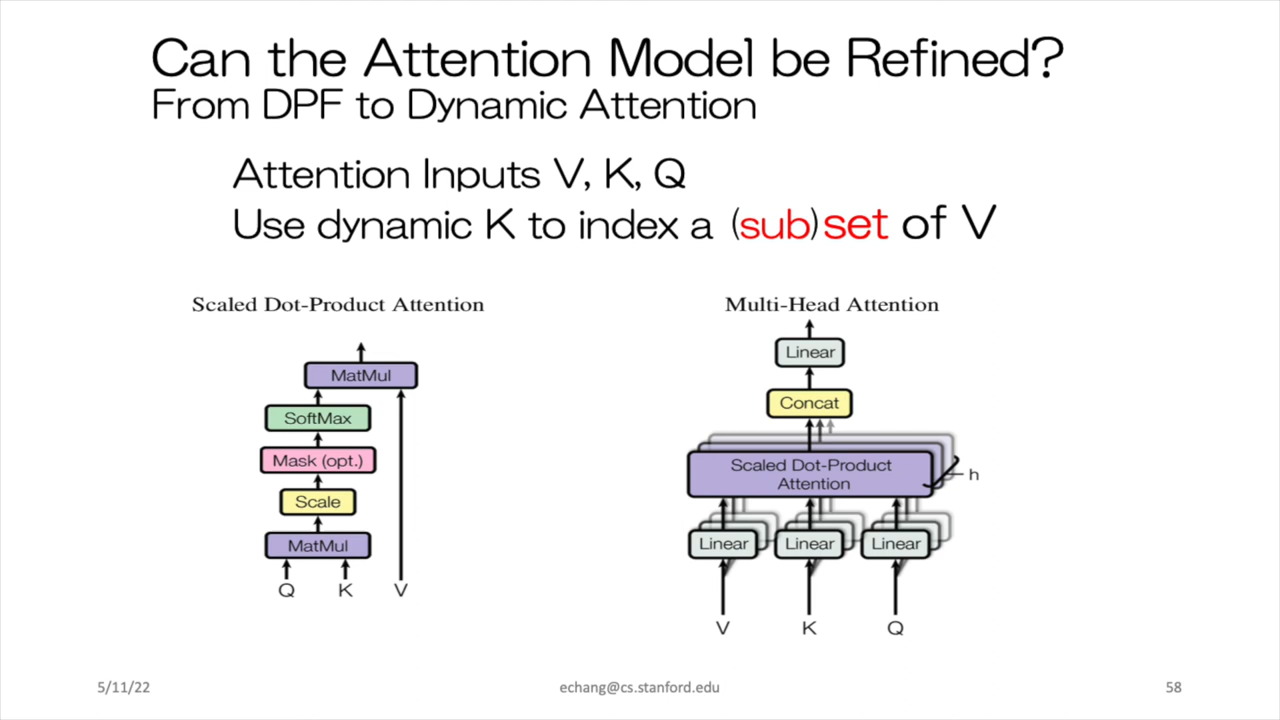 Can the Attention Model be Refined?
From DPF to Dynamic Attention
Attention Inputs V, K, Q
Use dynamic K to index a (sub)set of V
Scaled Dot-Product Attention
MatMul
SoftMax
Mask (opt.)
Scale
MatMul
Q K V
Multi-Head Attention
Linear
Concat
Scaled Dot-Product
Attention
h
Linear Linear Linear
V K Q
5/11/22 echang@cs.stanford.edu 58